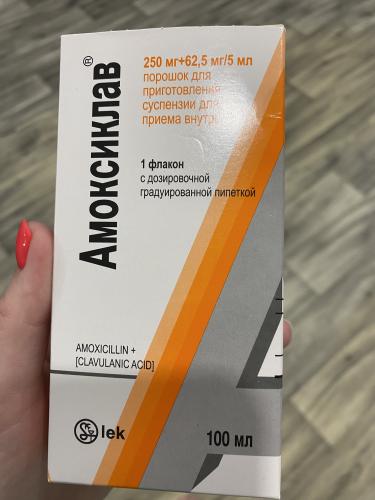 Амоксиклав®
250 мг+62,5 мг/5 мл
порошок для
приготовления
суспензии для
приема внутрь
1 флакон
с дозировочной
градуированной пипеткой
AMOXICILLIN +
[CLAVULANIC ACID]
lek
100 мл